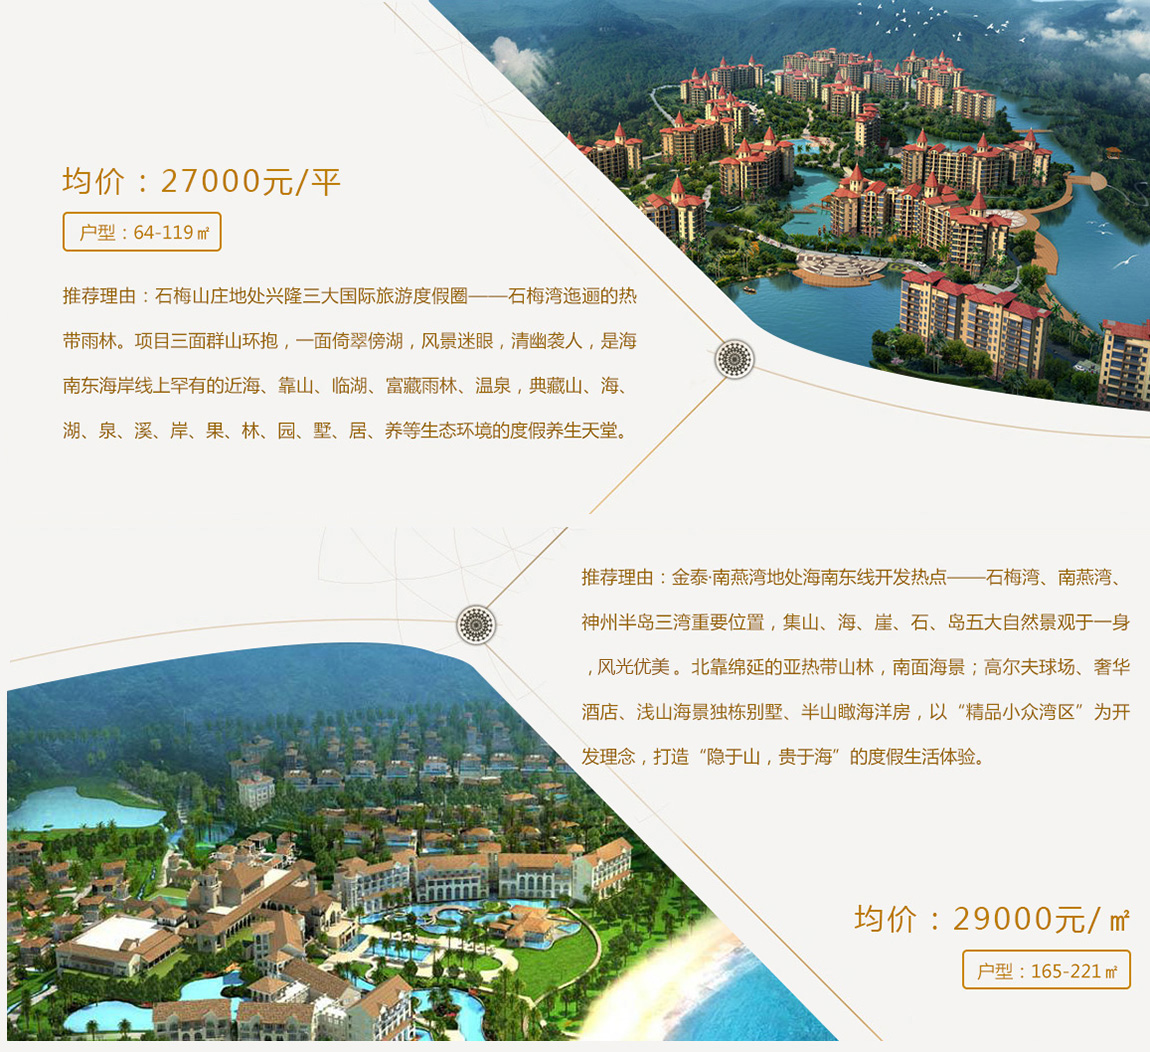 均价：27000元/平
户型：64-119㎡
推荐理由：石梅山庄地处兴隆三大国际旅游度假圈——石梅湾迤逦的热
带雨林。项目三面群山环抱，一面倚翠傍湖，风景迷眼，清幽袭人，是海
南东海岸线上罕有的近海、靠山、临湖、富藏雨林、温泉，典藏山、海、
湖、泉、溪、岸、果、林、园、墅、居、养等生态环境的度假养生天堂。
推荐理由：金泰·南燕湾地处海南东线开发热点——石梅湾、南燕湾、
神州半岛三湾重要位置，集山、海、崖、石、岛五大自然景观于一身
，风光优美。北靠绵延的亚热带山林，南面海景；高尔夫球场、奢华
酒店、浅山海景独栋别墅、半山瞰海洋房，以“精品小众湾区”为开
发理念，打造“隐于山，贵于海”的度假生活体验。
均价：29000元/㎡
户型：165-221㎡